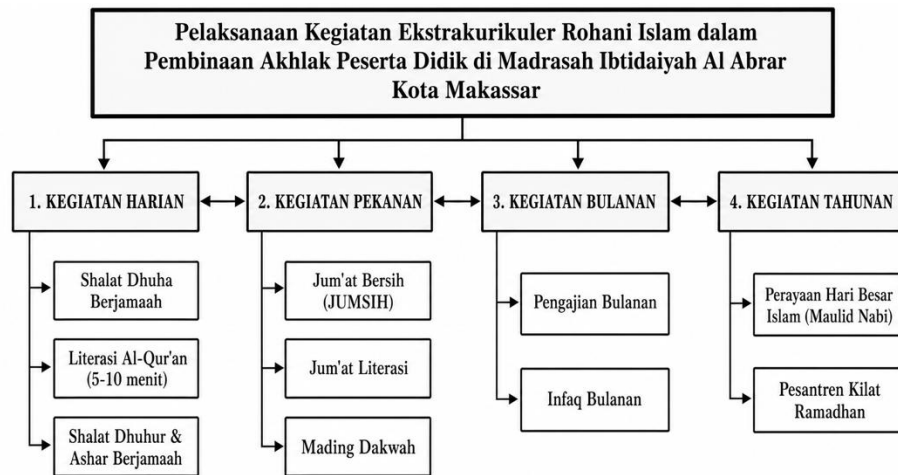 Pelaksanaan Kegiatan Ekstrakurikuler Rohani Islam dalam
Pembinaan Akhlak Peserta Didik di Madrasah Ibtidaiyah Al Abrar
Kota Makassar
1. KEGIATAN HARIAN
Shalat Dhuha
Berjamaah
Literasi Al-Qur'an
(5-10 menit)
Shalat Dhuhur &
Ashar Berjamaah
2. KEGIATAN PEKANAN
Jum'at Bersih
(JUMSIH)
Jum'at Literasi
Mading Dakwah
3. KEGIATAN BULANAN
Pengajian Bulanan
Infaq Bulanan
4. KEGIATAN TAHUNAN
Perayaan Hari Besar
Islam (Maulid Nabi)
Pesantren Kilat
Ramadhan